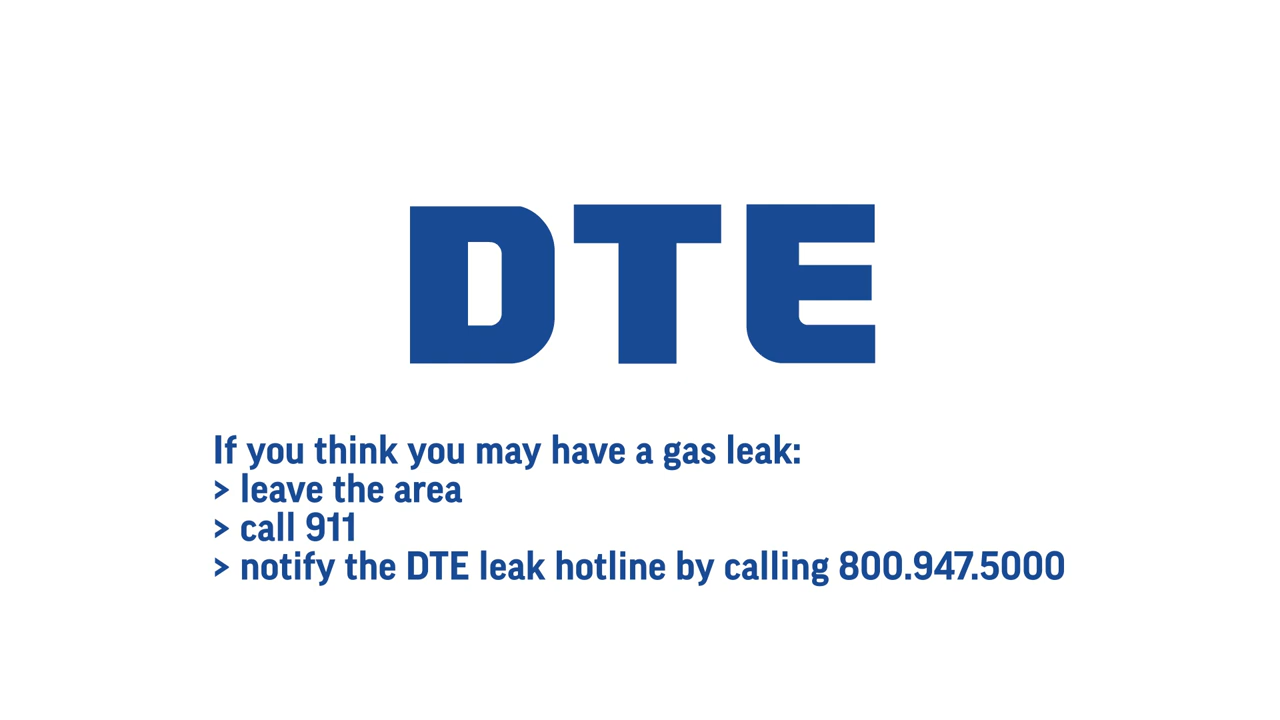 DTE
If you think you may have a gas leak:
> leave the area
> call 911
> notify the DTE leak hotline by calling 800.947.5000